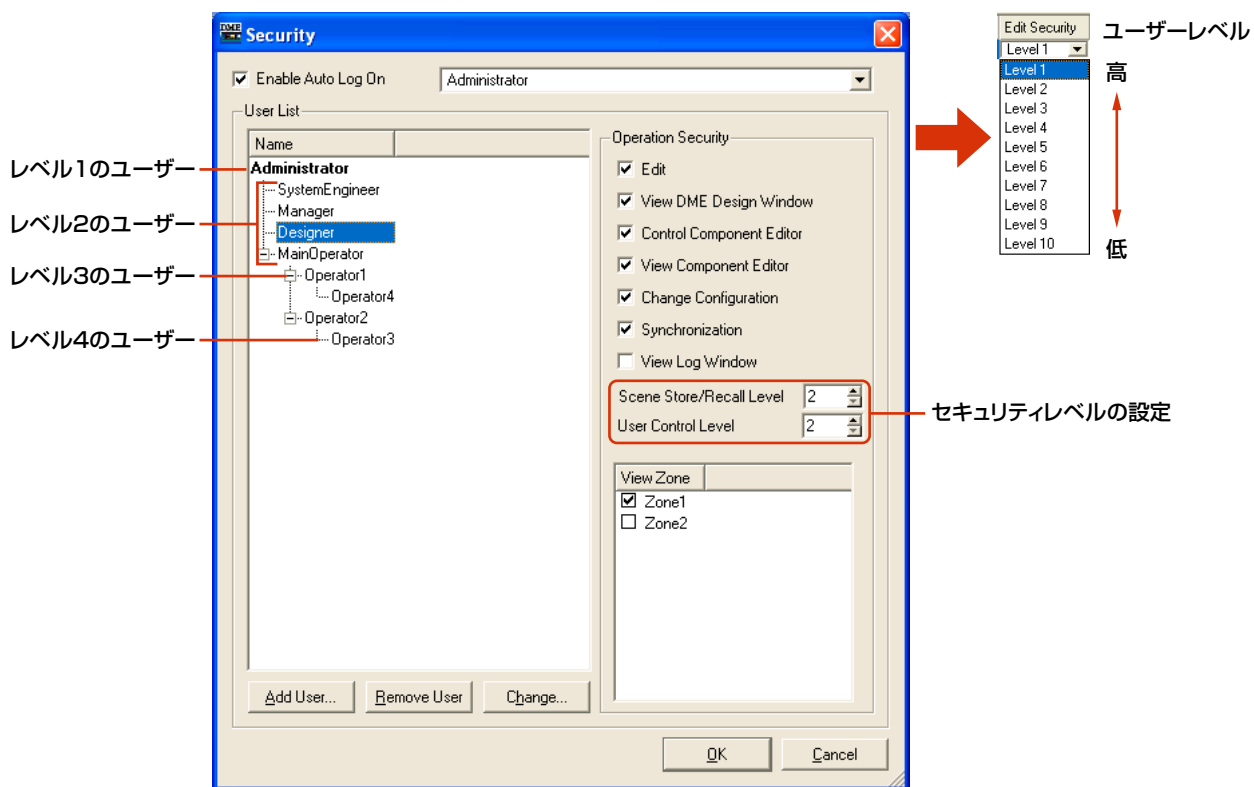 Security
Enable Auto Log On
Administrator
User List
Name
Administrator
SystemEngineer
Manager
Designer
MainOperator
Operator1
Operator4
Operator2
Operator3
レベル1のユーザー
レベル2のユーザー
レベル3のユーザー
レベル4のユーザー
Add User...
Remove User
Change...
Operation Security
Edit
View DME Design Window
Control Component Editor
View Component Editor
Change Configuration
Synchronization
View Log Window
Scene Store/Recall Level 2
User Control Level 2
セキュリティレベルの設定
View Zone
Zone1
Zone2
OK
Cancel
Edit Security
ユーザーレベル
Level 1
Level 1
Level 2
Level 3
Level 4
Level 5
Level 6
Level 7
Level 8
Level 9
Level 10
高
低